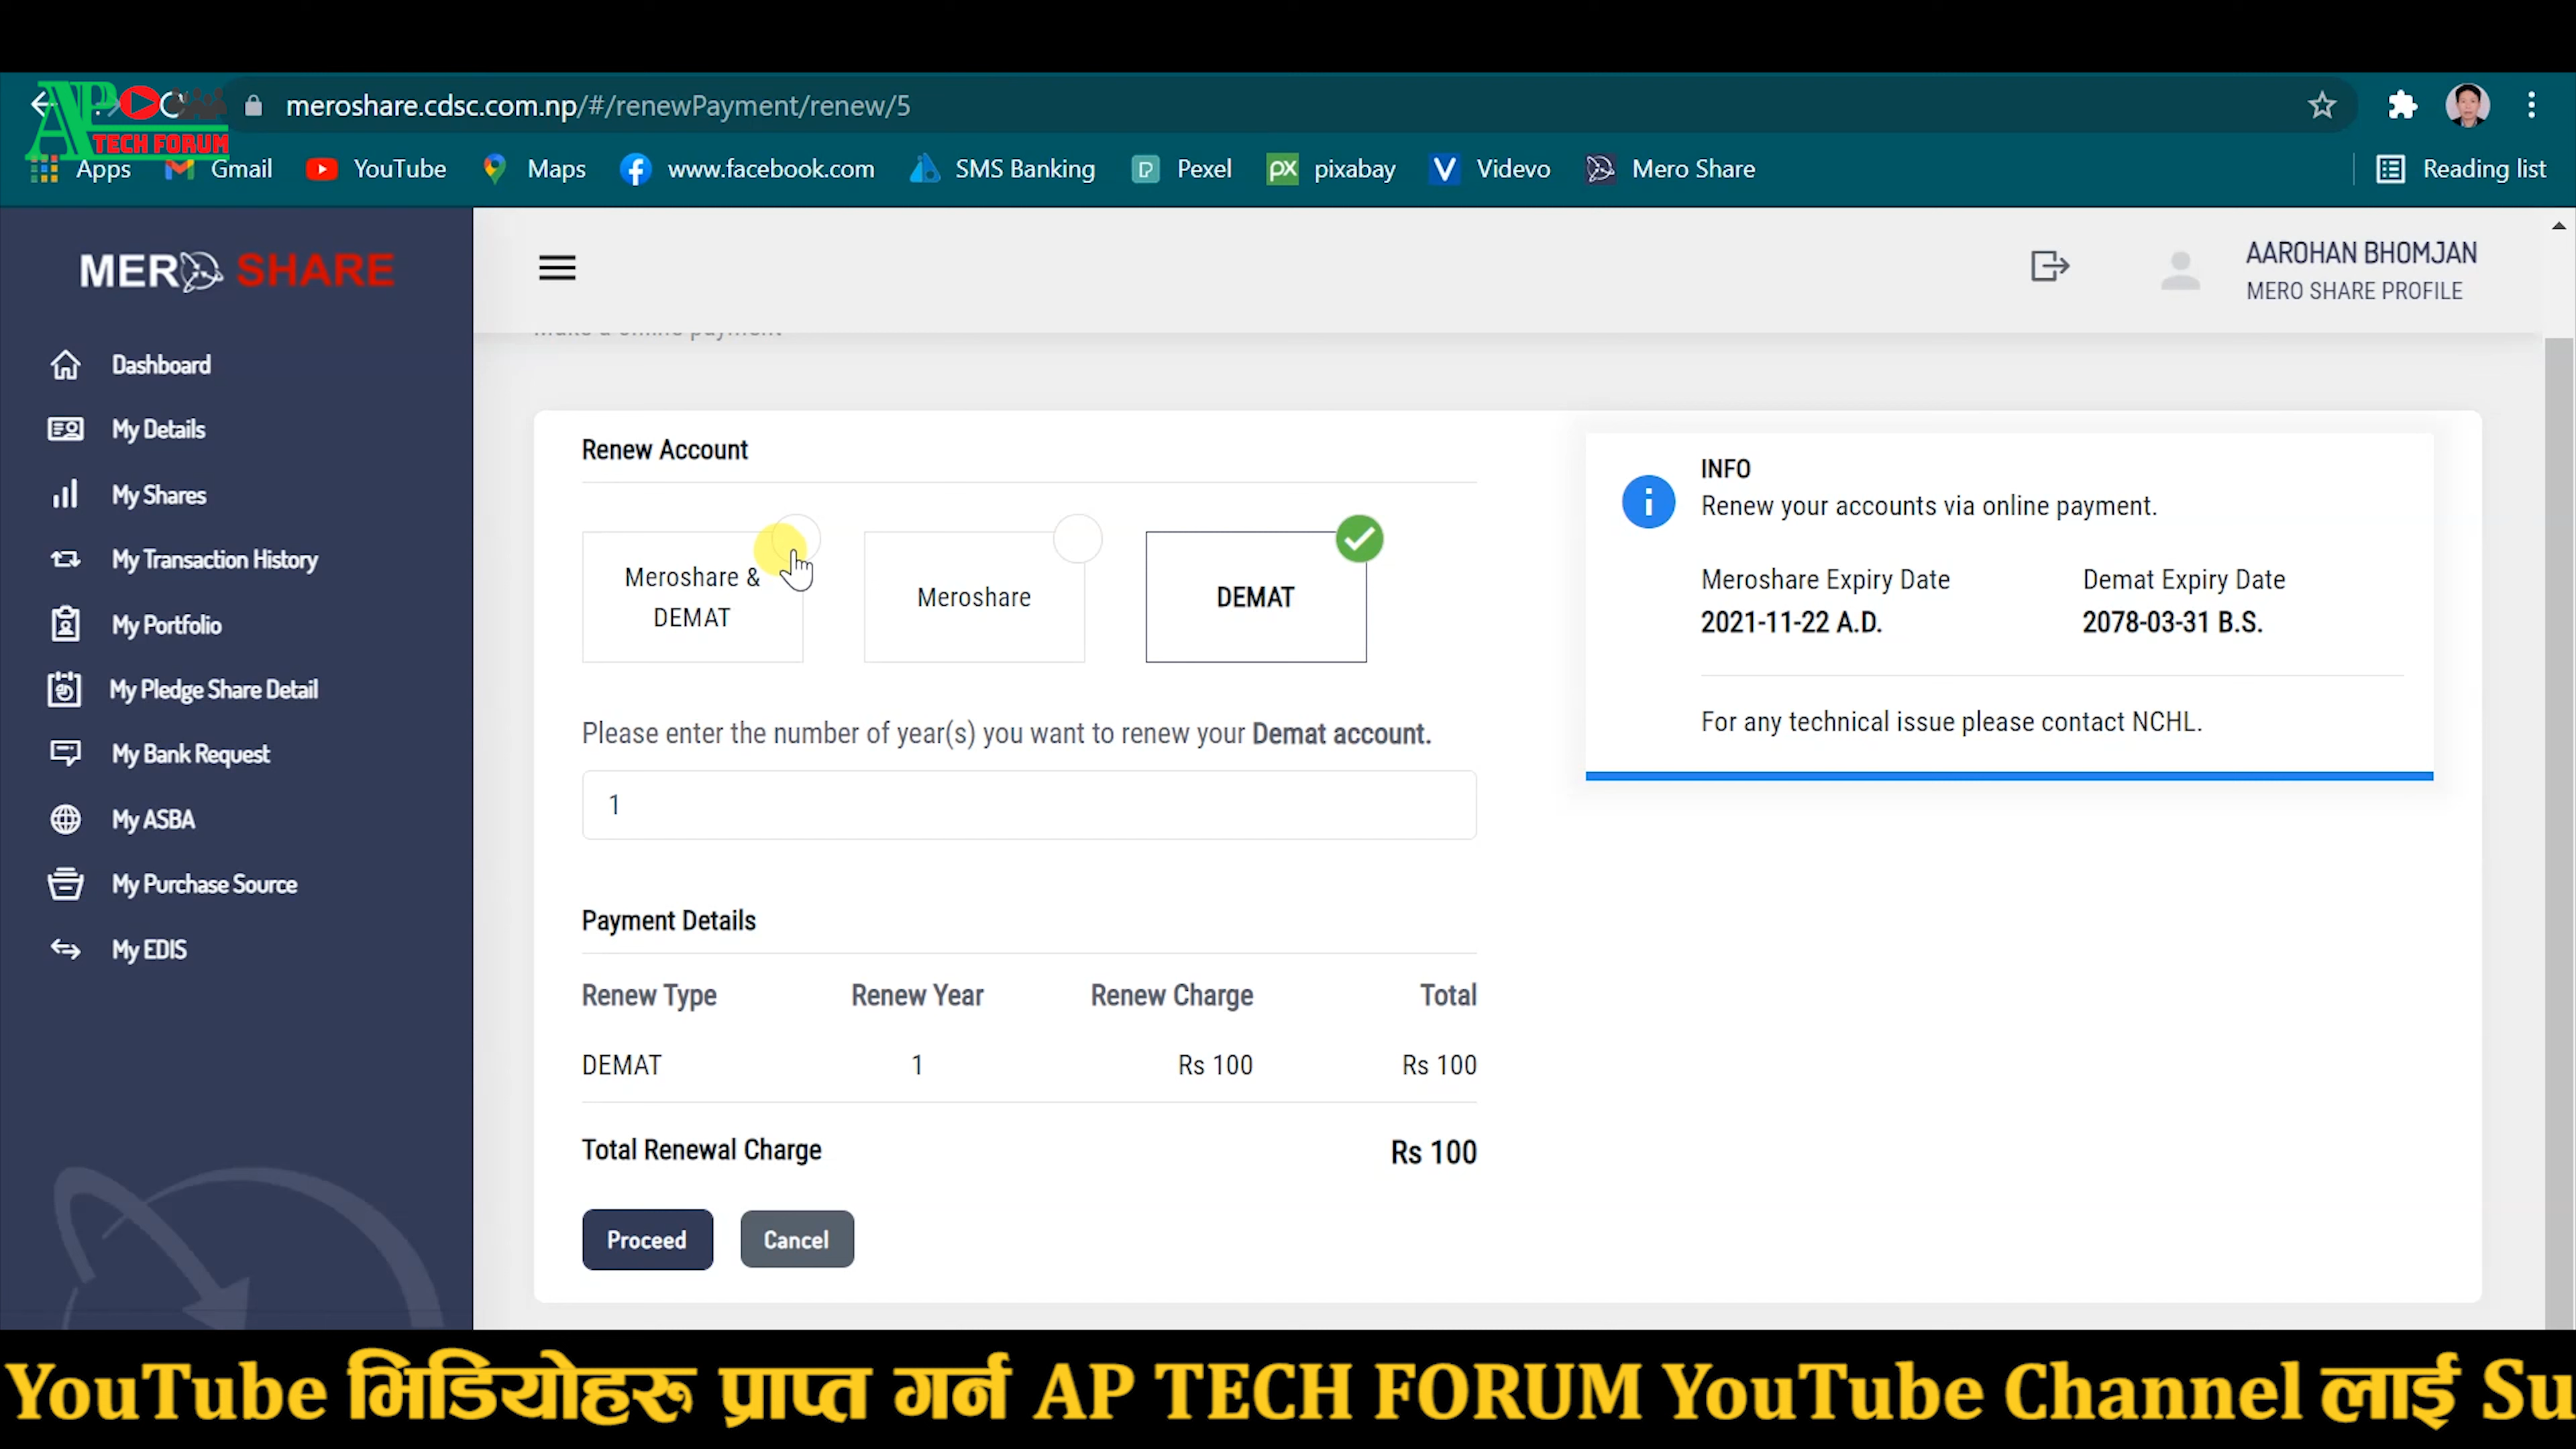 AP TECH FORUM
meroshare.cdsc.com.np/#/renewPayment/renew/5
Apps Gmail YouTube Maps www.facebook.com SMS Banking Pexel pixabay Videvo Mero Share Reading list
MERO SHARE
AAROHAN BHOMJAN
MERO SHARE PROFILE
Make a online payment
Dashboard
My Details
My Shares
My Transaction History
My Portfolio
My Pledge Share Detail
My Bank Request
My ASBA
My Purchase Source
My EDIS
Renew Account
Meroshare &
DEMAT
Meroshare
DEMAT
Please enter the number of year(s) you want to renew your Demat account.
1
Payment Details
Renew Type Renew Year Renew Charge Total
DEMAT 1 Rs 100 Rs 100
Total Renewal Charge Rs 100
Proceed Cancel
INFO
Renew your accounts via online payment.
Meroshare Expiry Date Demat Expiry Date
2021-11-22 A.D. 2078-03-31 B.S.
For any technical issue please contact NCHL.
YouTube भिडियोहरु प्राप्त गर्न AP TECH FORUM YouTube Channel लाई Su